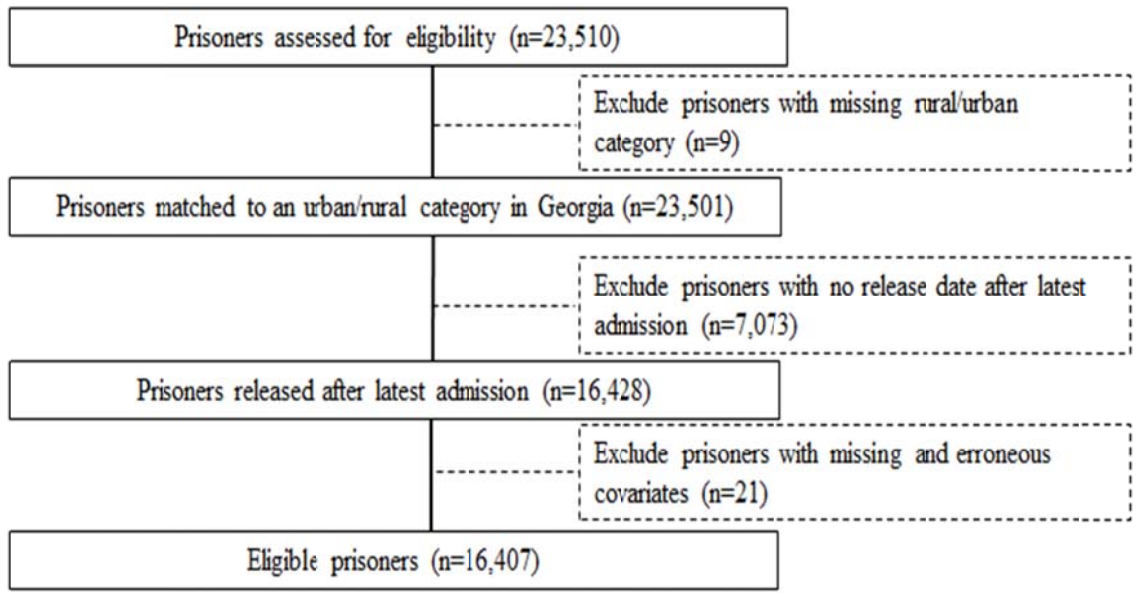 Prisoners assessed for eligibility (n=23,510)
Exclude prisoners with missing rural/urban
category (n=9)
Prisoners matched to an urban/rural category in Georgia (n=23,501)
Exclude prisoners with no release date after latest
admission (n=7,073)
Prisoners released after latest admission (n=16,428)
Exclude prisoners with missing and erroneous
covariates (n=21)
Eligible prisoners (n=16,407)